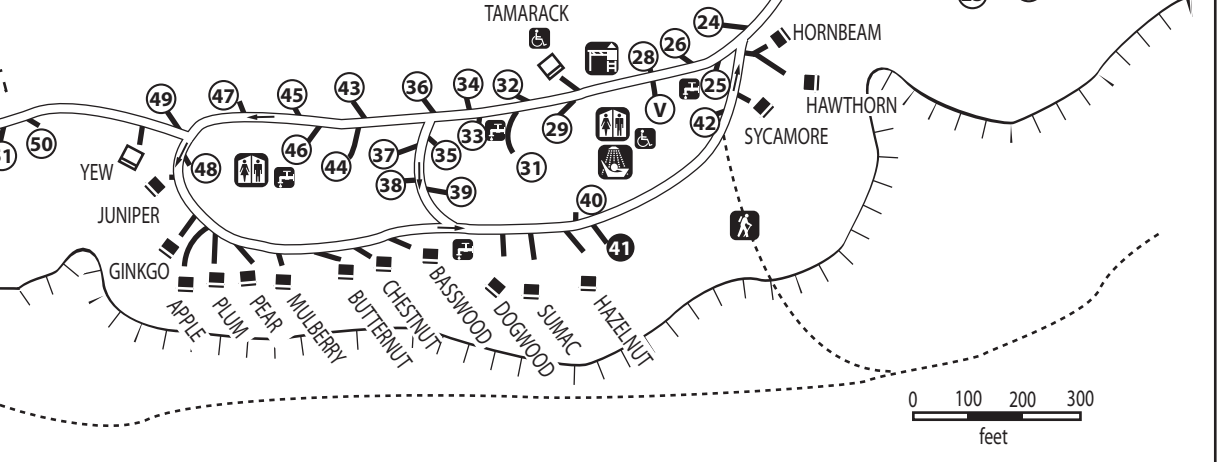 TAMARACK
24
HORNBEAM
26
28
25
HAWTHORN
V
42
SYCAMORE
36
34
32
33
29
31
49
47
45
43
50
46
44
37
35
48
38
39
40
41
YEW
JUNIPER
GINKGO
APPLE
PLUM
PEAR
MULBERRY
BUTTERNUT
CHESTNUT
BASSWOOD
DOGWOOD
SUMAC
HAZELNUT
0 100 200 300
feet